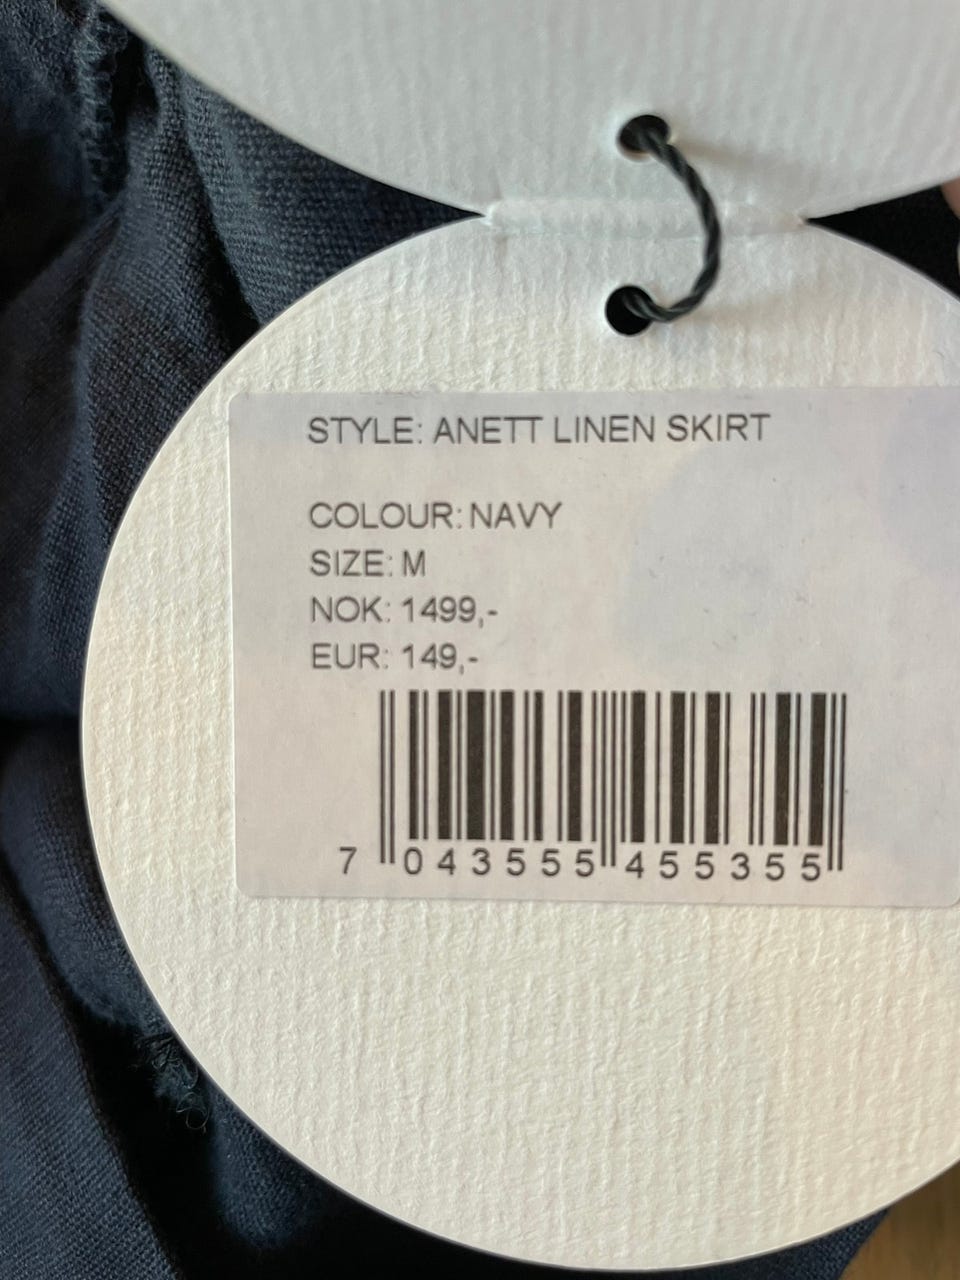 STYLE: ANETT LINEN SKIRT
COLOUR: NAVY
SIZE: M
NOK: 1499,-
EUR: 149,-
7 043555 455355